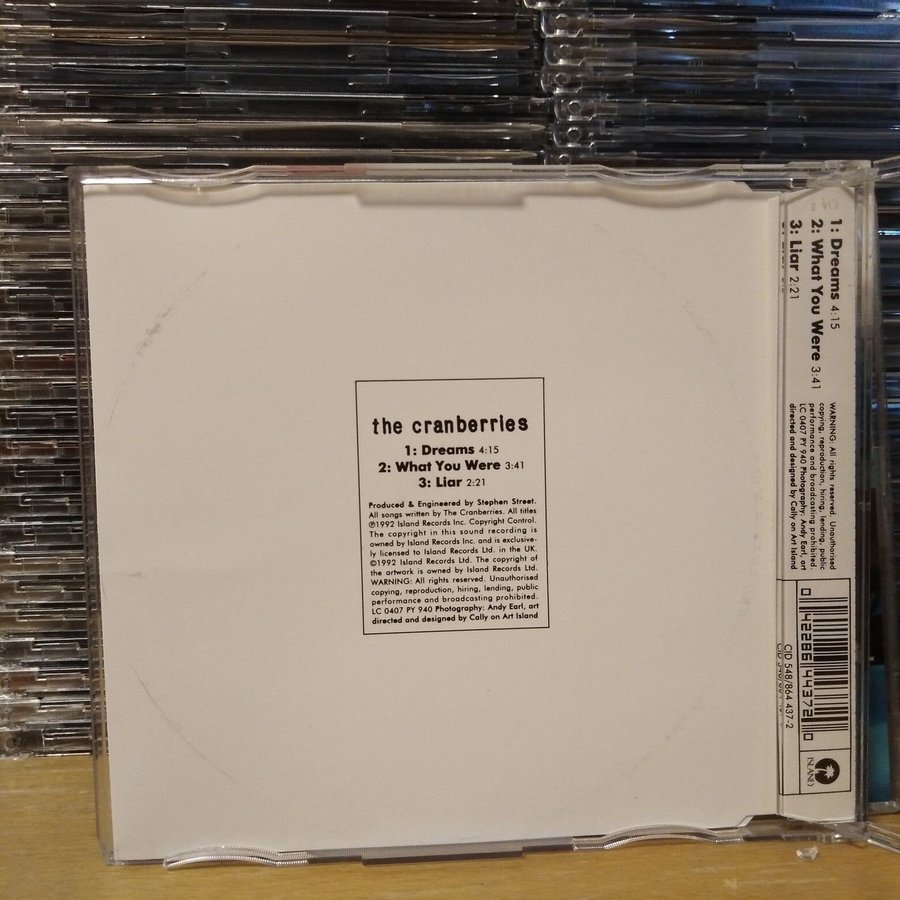 the cranberries
1: Dreams 4:15
2: What You Were 3:41
3: Liar 2:21
Produced & Engineered by Stephen Street.
All songs written by The Cranberries. All titles
℗1992 Island Records Inc. Copyright Control.
The copyright in this sound recording is
owned by Island Records Inc. and is exclusive-
ly licensed to Island Records Ltd. in the UK.
©1992 Island Records Ltd. The copyright of
the artwork is owned by Island Records Ltd.
WARNING: All rights reserved. Unauthorised
copying, reproduction, hiring, lending, public
performance and broadcasting prohibited.
LC 0407 PY 940 Photography: Andy Earl, art
directed and designed by Cally on Art Island
1: Dreams 4:15
2: What You Were 3:41
3: Liar 2:21
WARNING: All rights reserved. Unauthorised
copying, reproduction, hiring, lending, public
performance and broadcasting prohibited.
LC 0407 PY 940 Photography: Andy Earl, art
directed and designed by Cally on Art Island
0 42286 44372 0
CID 548/864 437-2
ISLAND